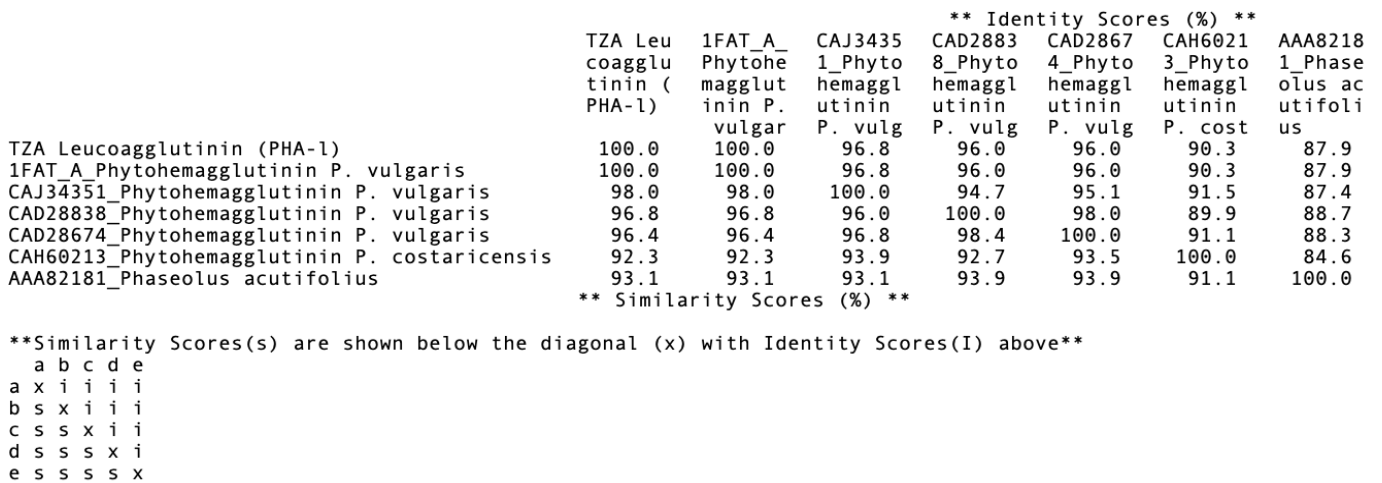 ** Identity Scores (%) **
TZA Leu 1FAT_A_ CAJ3435 CAD2883 CAD2867 CAH6021 AAA8218
coagglu Phytohe 1_Phyto 8_Phyto 4_Phyto 3_Phyto 1_Phase
tinin ( magglut hemaggl hemaggl hemaggl hemaggl olus ac
PHA-l) inin P. utinin utinin utinin utinin utifoli
vulgar P. vulg P. vulg P. vulg P. cost us
TZA Leucoagglutinin (PHA-l) 100.0 100.0 96.8 96.0 96.0 90.3 87.9
1FAT_A_Phytohemagglutinin P. vulgaris 100.0 100.0 96.8 96.0 96.0 90.3 87.9
CAJ34351_Phytohemagglutinin P. vulgaris 98.0 98.0 100.0 94.7 95.1 91.5 87.4
CAD28838_Phytohemagglutinin P. vulgaris 96.8 96.8 96.0 100.0 98.0 89.9 88.7
CAD28674_Phytohemagglutinin P. vulgaris 96.4 96.4 96.8 98.4 100.0 91.1 88.3
CAH60213_Phytohemagglutinin P. costaricensis 92.3 92.3 93.9 92.7 93.5 100.0 84.6
AAA82181_Phaseolus acutifolius 93.1 93.1 93.1 93.9 93.9 91.1 100.0
** Similarity Scores (%) **
**Similarity Scores(s) are shown below the diagonal (x) with Identity Scores(I) above**
a b c d e
a x i i i i
b s x i i i
c s s x i i
d s s s x i
e s s s s x